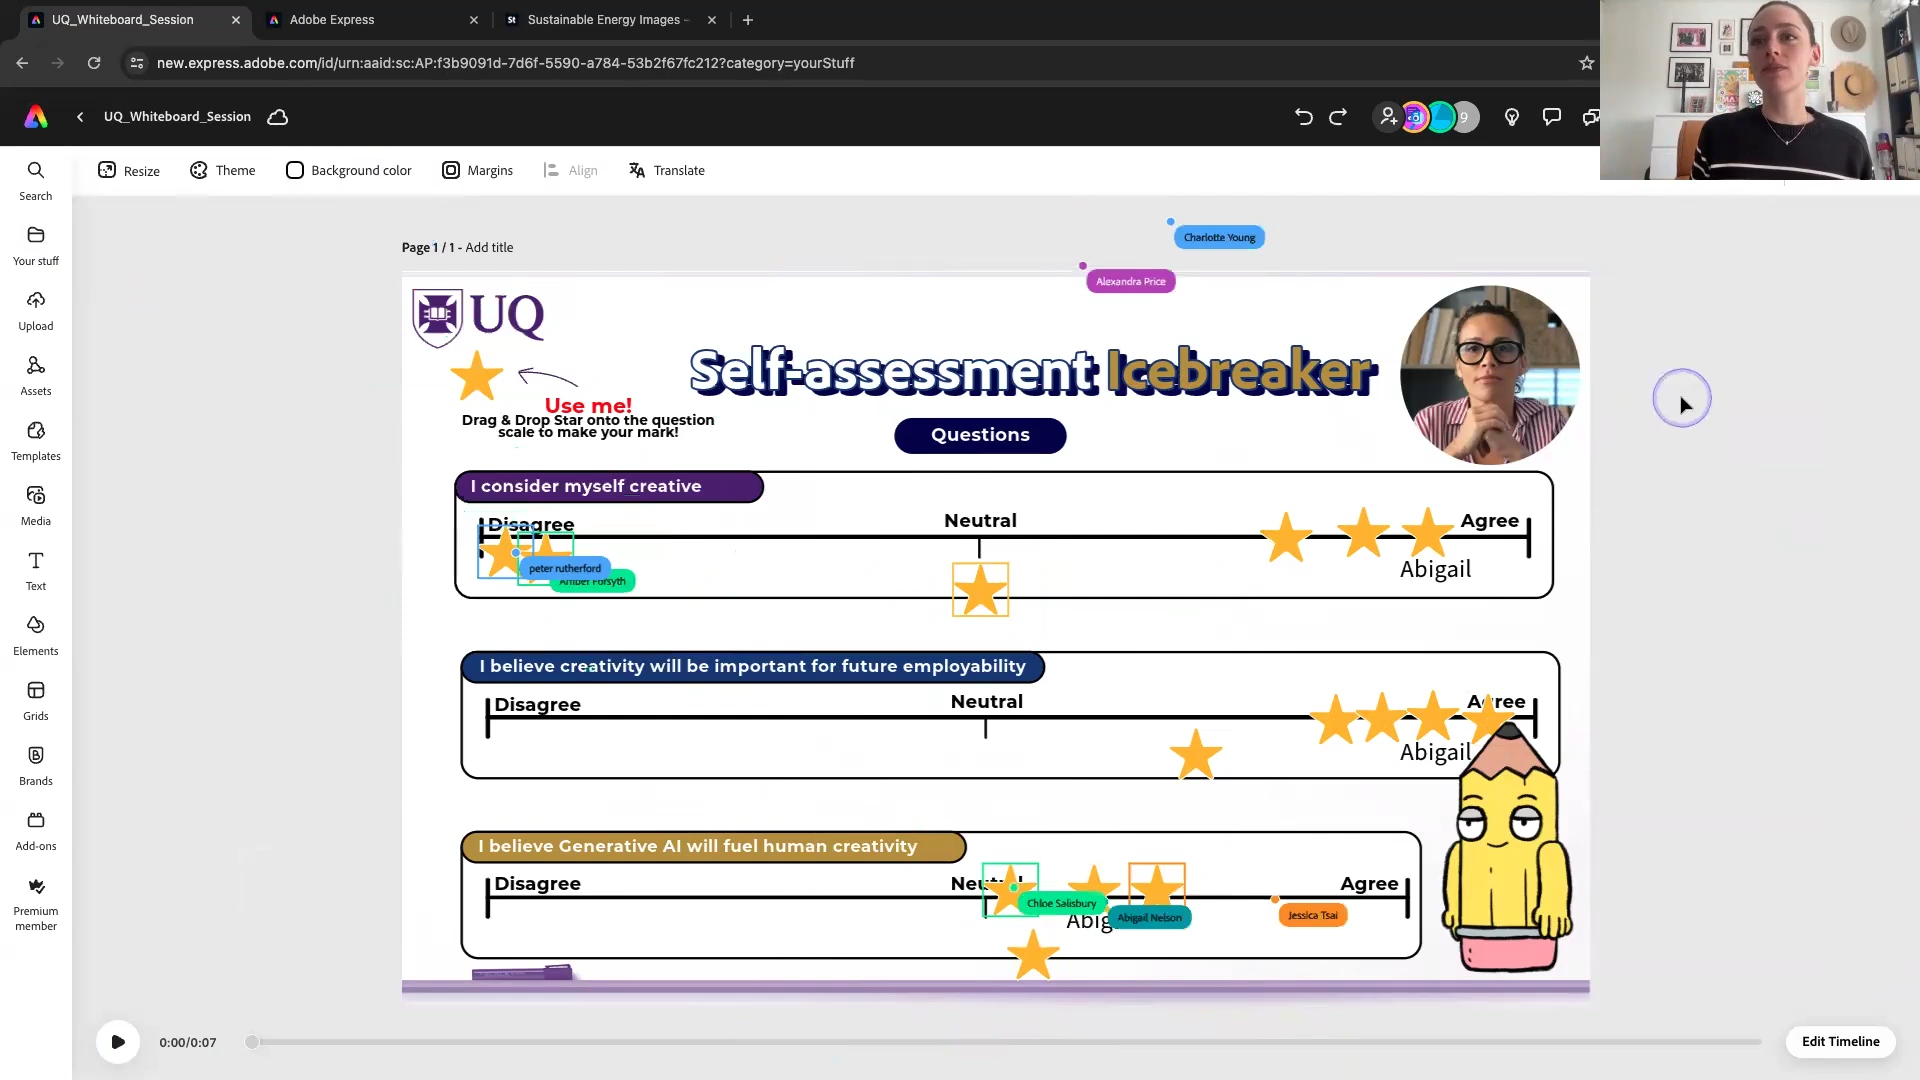 UQ_Whiteboard_Session
Adobe Express
St
Sustainable Energy Images -
new.express.adobe.com/id/urn:aaid:sc:AP:f3b9091d-7d6f-5590-a784-53b2f67fc212?category=yourStuff
UQ_Whiteboard_Session
9
Resize
Theme
Background color
Margins
Align
Translate
Search
Your stuff
Upload
Assets
Templates
Media
Text
Elements
Grids
Brands
Add-ons
Premium
member
Page 1 / 1 - Add title
Charlotte Young
Alexandra Price
UQ
Self-assessment Icebreaker
Use me!
Drag & Drop Star onto the question
scale to make your mark!
Questions
I consider myself creative
Disagree
Neutral
Agree
peter rutherford
Amber Forsyth
Abigail
I believe creativity will be important for future employability
Disagree
Neutral
Agree
Abigail
I believe Generative AI will fuel human creativity
Disagree
Neutral
Agree
Chloe Salisbury
Abigail Nelson
Jessica Tsai
Abig
0:00/0:07
Edit Timeline